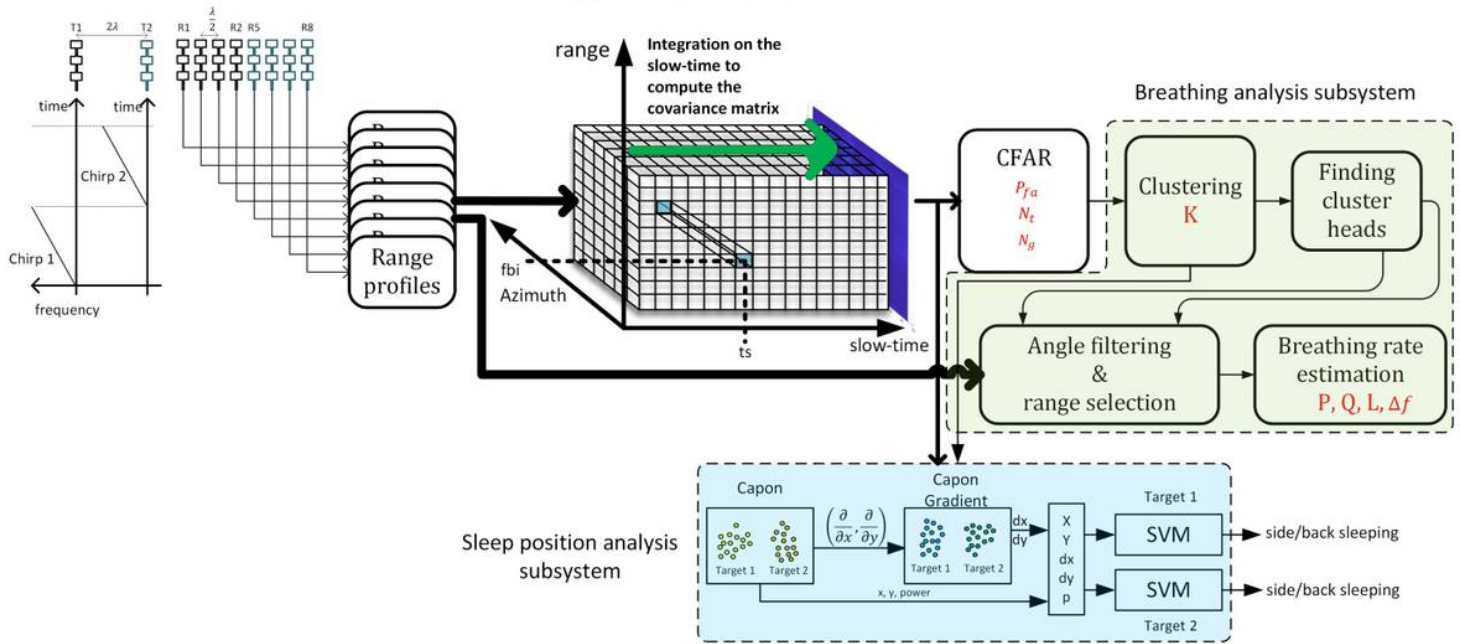 T1
2λ
T2
R1
λ/2
R2 R5
R8
time
time
Chirp 2
Chirp 1
frequency
Range
profiles
range
Integration on the
slow-time to
compute the
covariance matrix
fbi
Azimuth
ts
slow-time
Breathing analysis subsystem
CFAR
P_fa
N_t
N_g
Clustering
K
Finding
cluster
heads
Angle filtering
&
range selection
Breathing rate
estimation
P, Q, L, Δf
Sleep position analysis
subsystem
Capon
Target 1
Target 2
(∂/∂x, ∂/∂y)
Capon
Gradient
Target 1
Target 2
dx
dy
x, y, power
X
Y
dx
dy
p
Target 1
SVM
side/back sleeping
SVM
side/back sleeping
Target 2